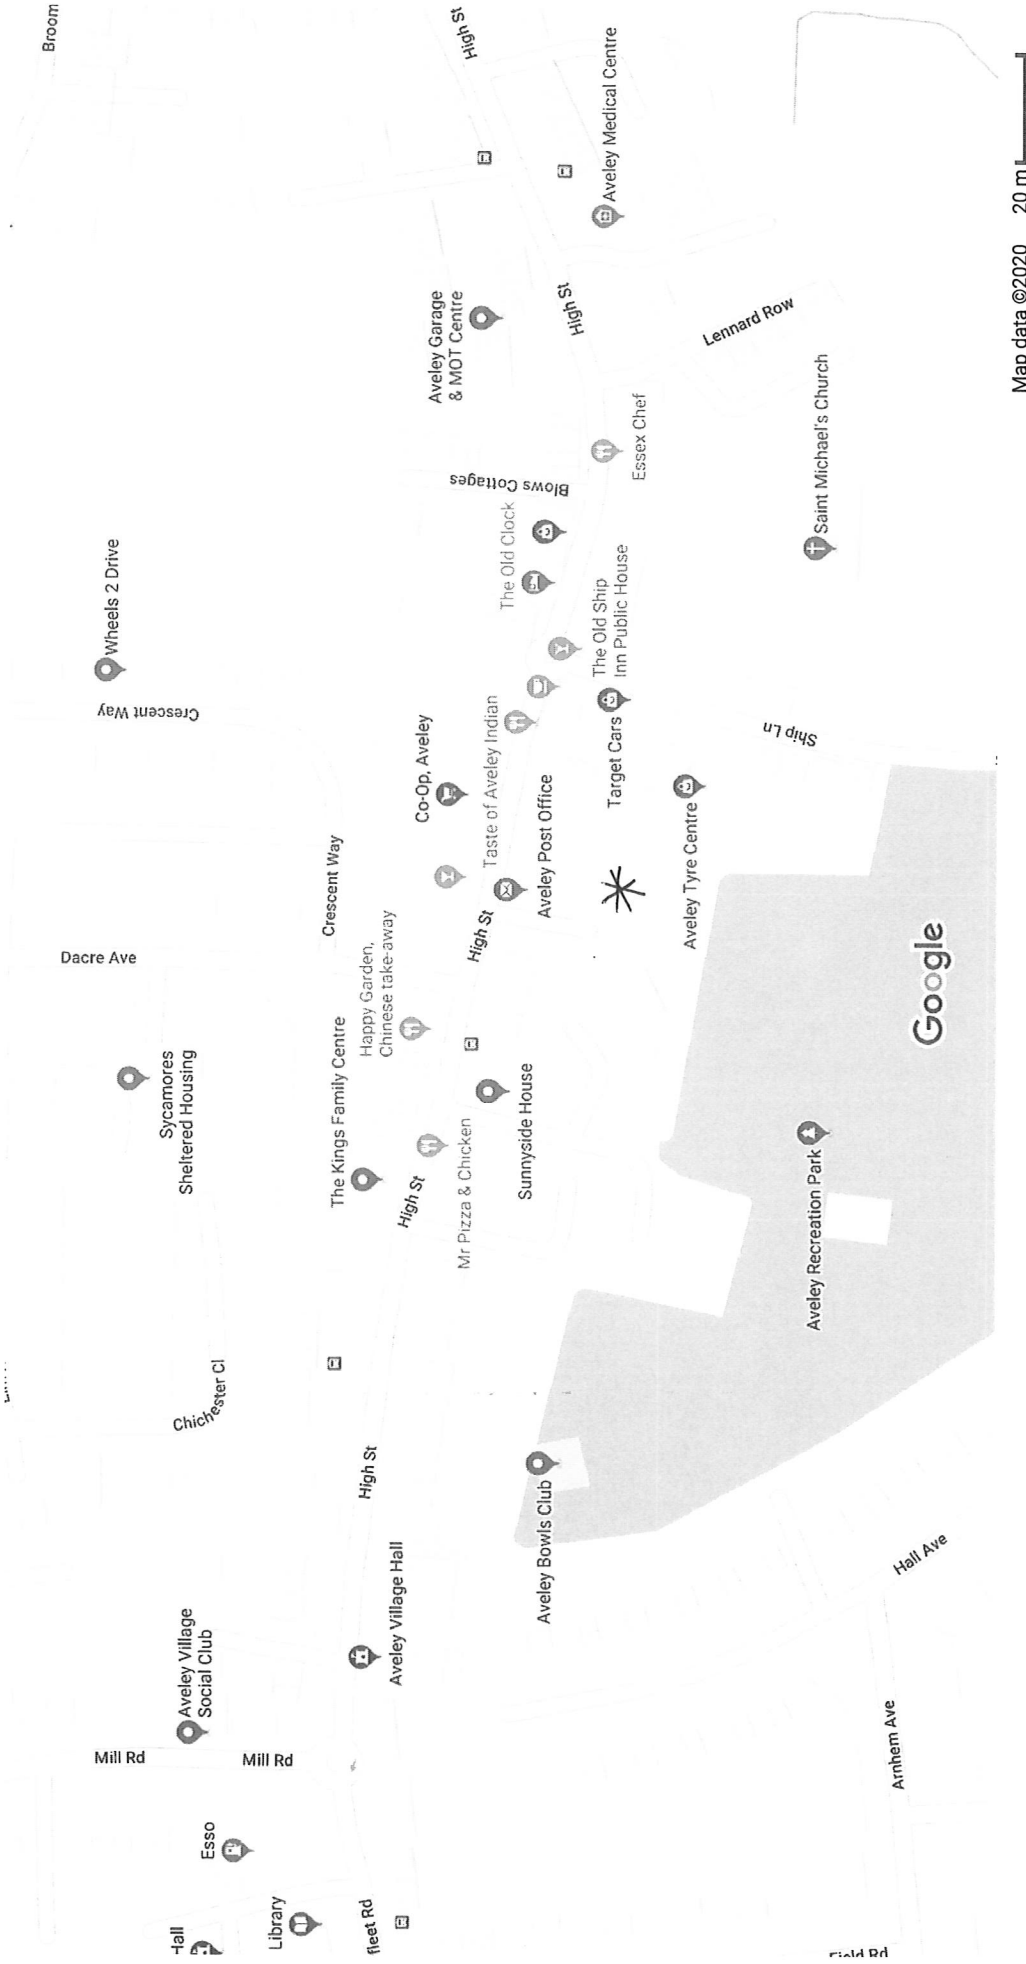 Broom
High St
Aveley Medical Centre
Aveley Garage
& MOT Centre
High St
Lennard Row
Map data ©2020
20 m
Essex Chef
Blows Cottages
Saint Michael's Church
The Old Clock
Wheels 2 Drive
The Old Ship
Inn Public House
Crescent Way
Target Cars
Ship Ln
Co-Op, Aveley
Taste of Aveley Indian
Aveley Post Office
Aveley Tyre Centre
Crescent Way
High St
Dacre Ave
Happy Garden,
Chinese take-away
Google
The Kings Family Centre
Sycamores
Sheltered Housing
Sunnyside House
High St
Mr Pizza & Chicken
Aveley Recreation Park
Chichester Cl
High St
Aveley Bowls Club
Hall Ave
Aveley Village Hall
Aveley Village
Social Club
Mill Rd
Mill Rd
Arnhem Ave
Esso
Library
Hall
fleet Rd
Field Rd